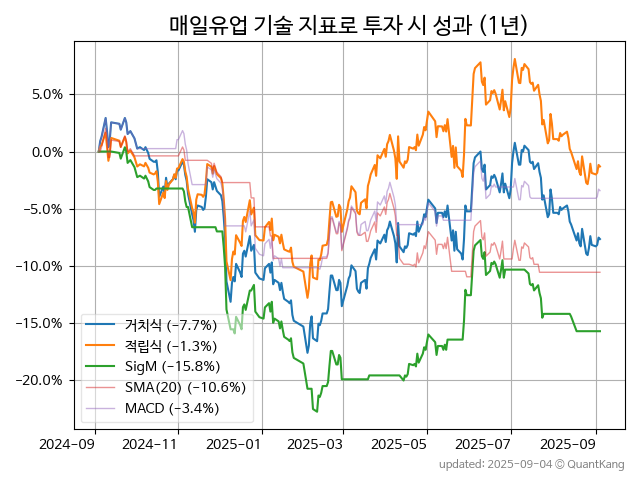 매일유업 기술 지표로 투자 시 성과 (1년)
5.0%
0.0%
−5.0%
−10.0%
−15.0%
−20.0%
거치식 (−7.7%)
적립식 (−1.3%)
SigM (−15.8%)
SMA(20) (−10.6%)
MACD (−3.4%)
2024−09
2024−11
2025−01
2025−03
2025−05
2025−07
2025−09
updated: 2025-09-04 © QuantKang